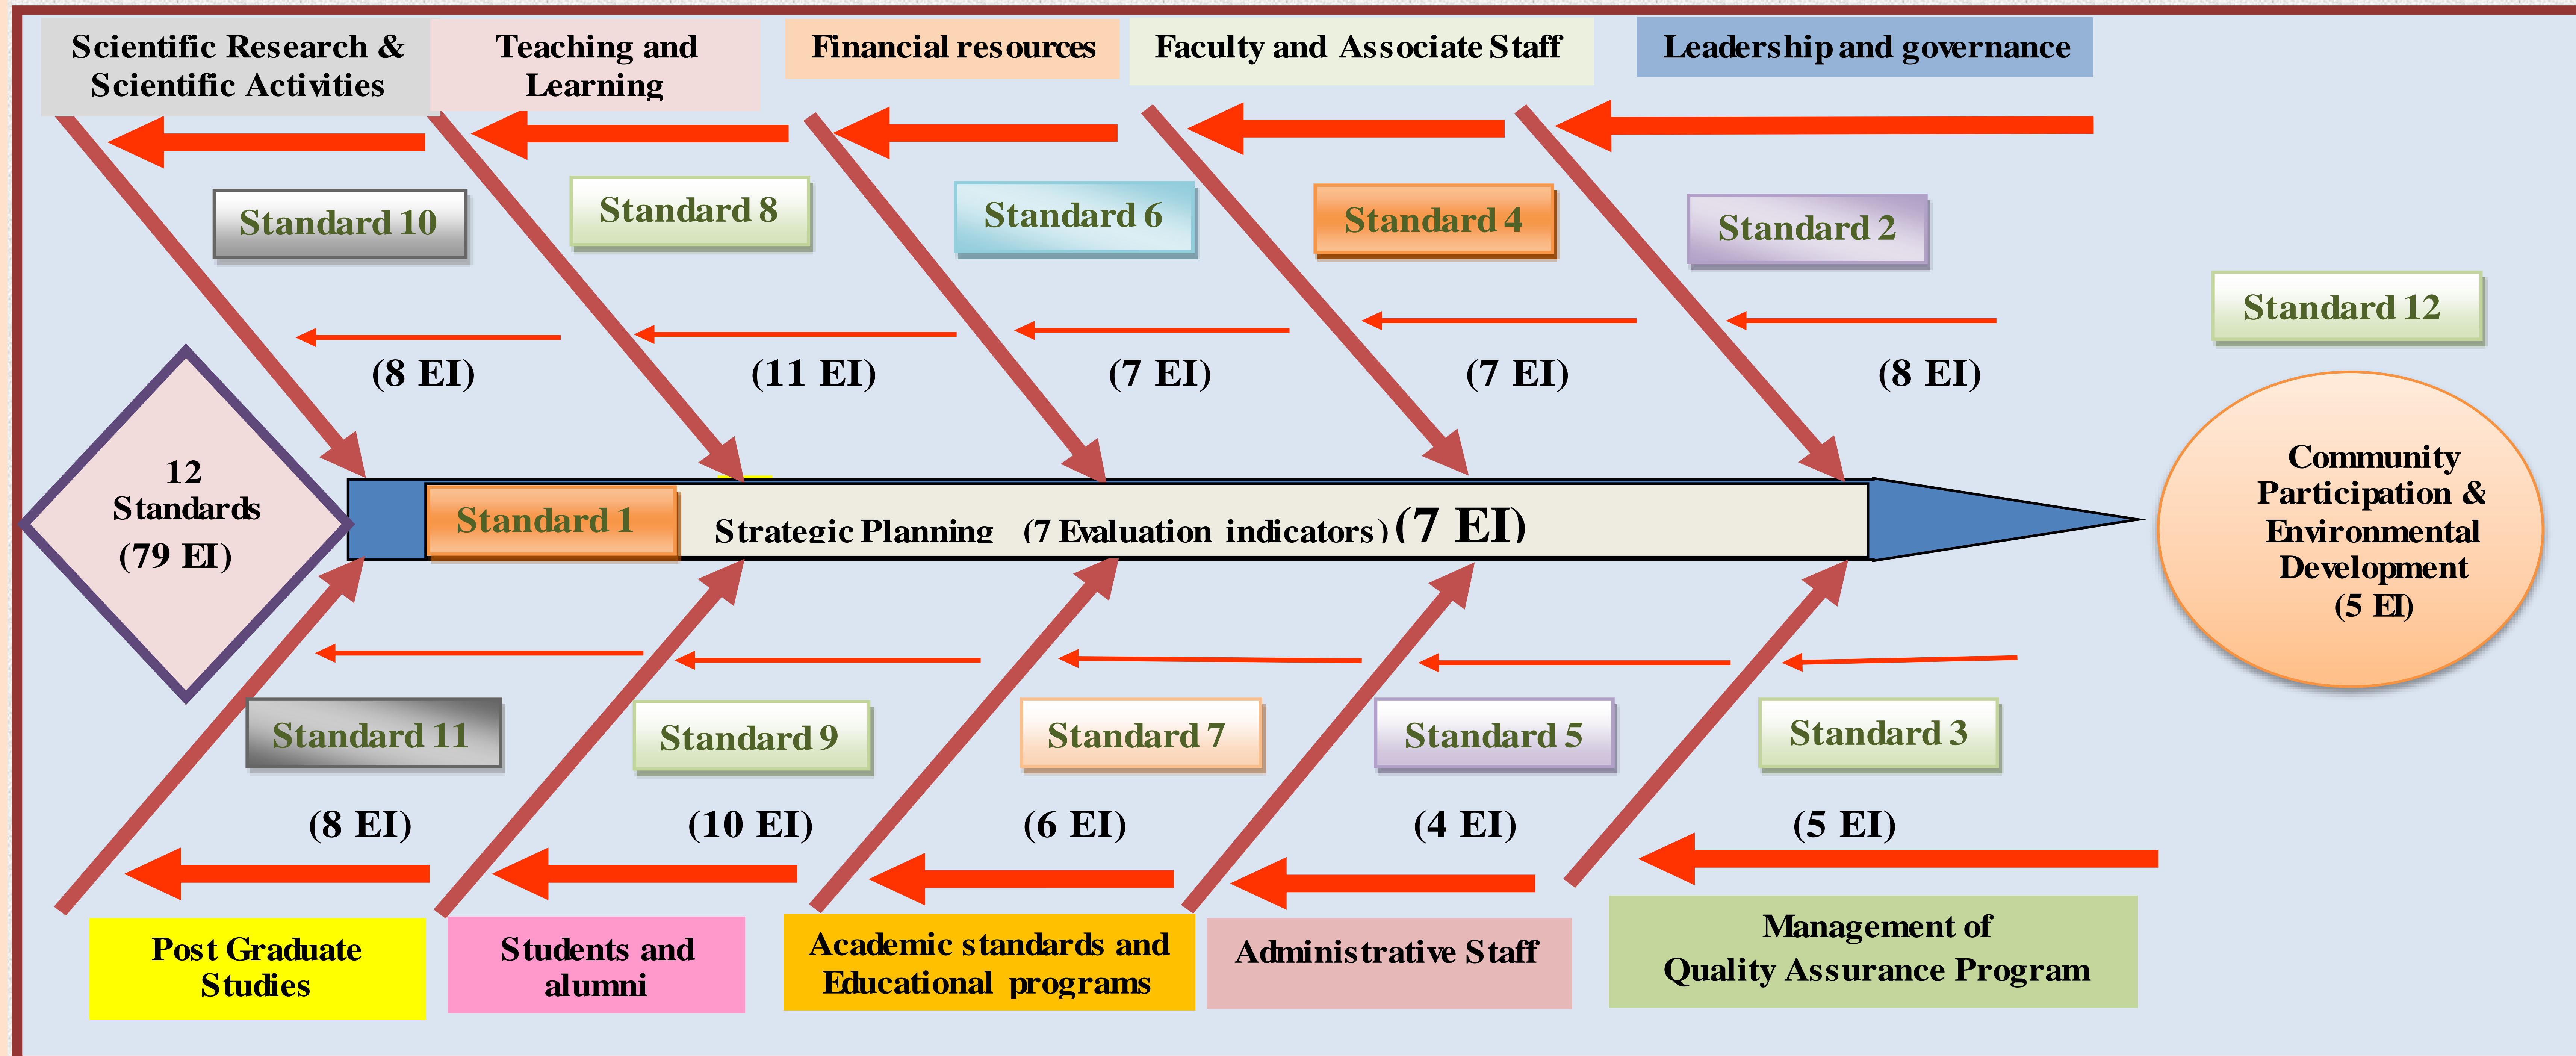 Scientific Research &
Scientific Activities
Teaching and
Learning
Financial resources
Faculty and Associate Staff
Leadership and governance
Standard 10
Standard 8
Standard 6
Standard 4
Standard 2
Standard 12
(8 EI)
(11 EI)
(7 EI)
(7 EI)
(8 EI)
12
Standards
(79 EI)
Standard 1
Strategic Planning (7 Evaluation indicators) (7 EI)
Community
Participation &
Environmental
Development
(5 EI)
Standard 11
Standard 9
Standard 7
Standard 5
Standard 3
(8 EI)
(10 EI)
(6 EI)
(4 EI)
(5 EI)
Post Graduate
Studies
Students and
alumni
Academic standards and
Educational programs
Administrative Staff
Management of
Quality Assurance Program